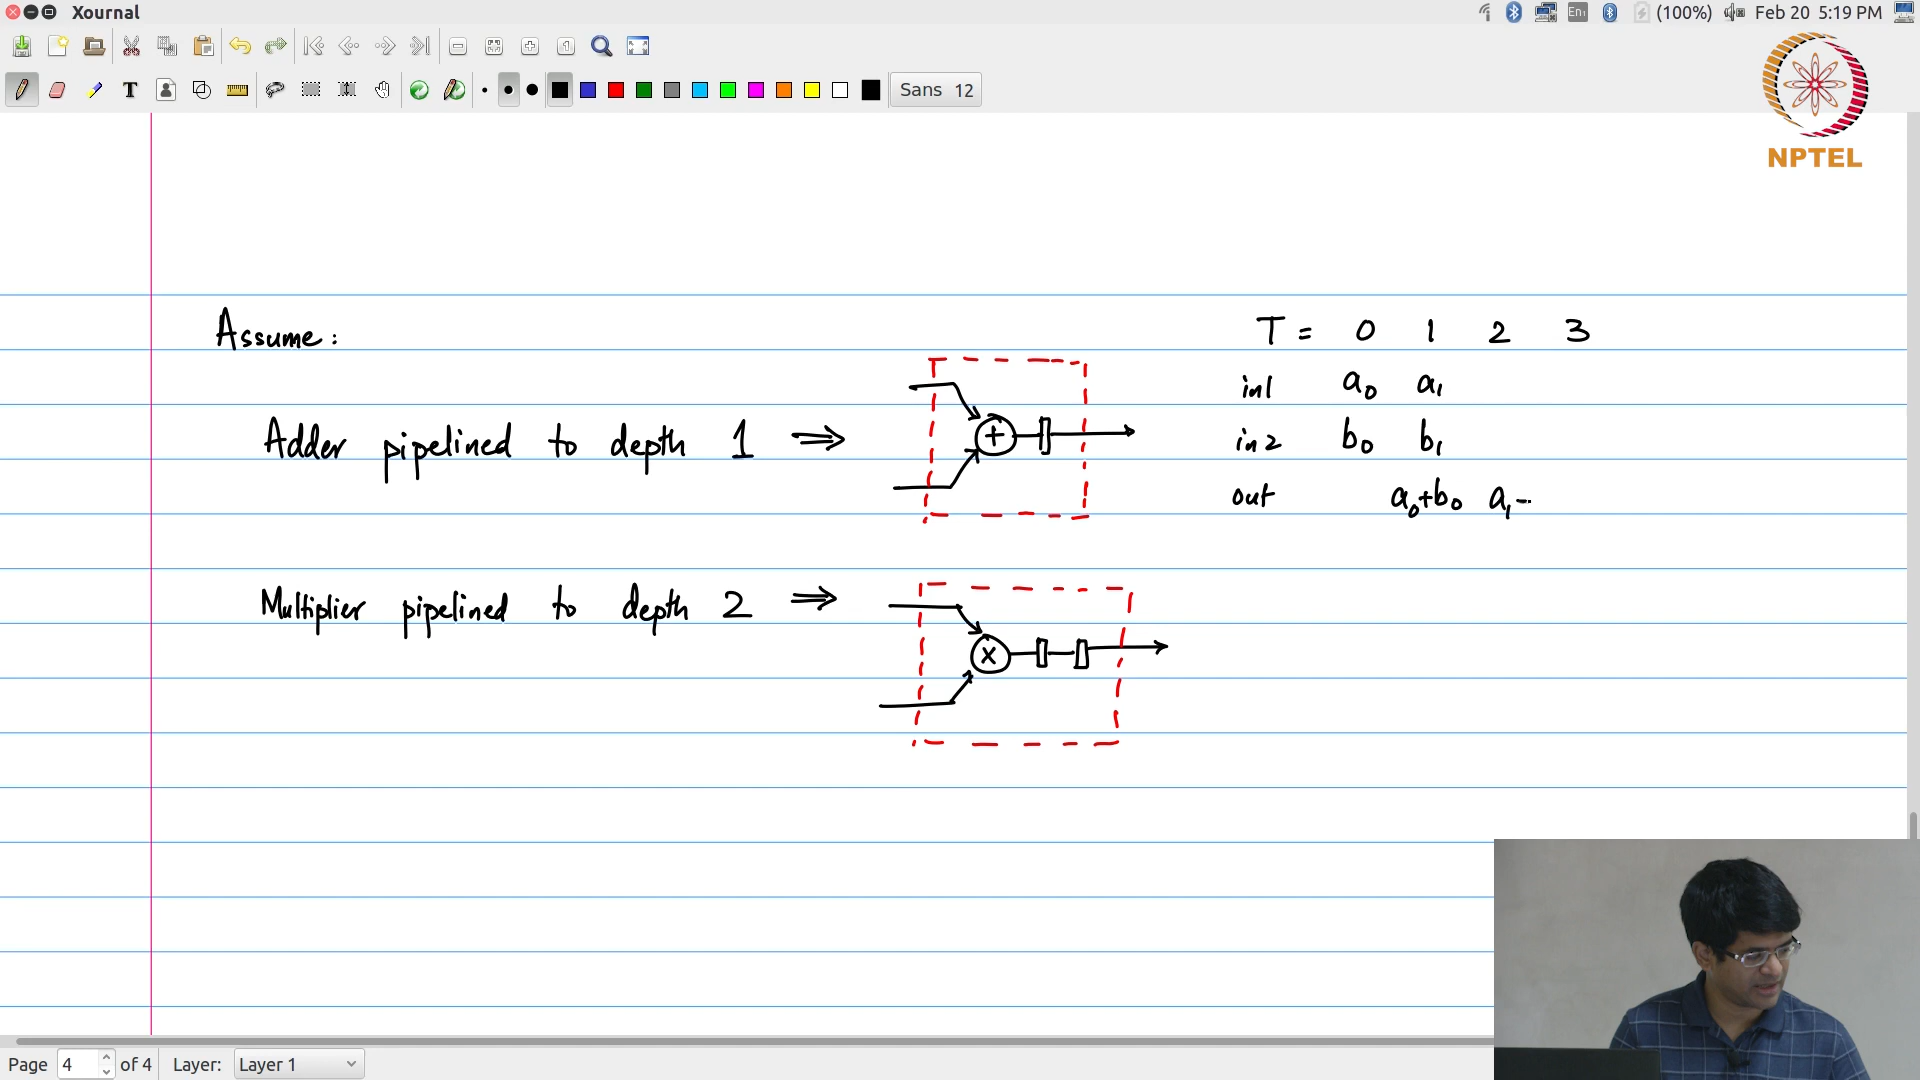 Xournal
En1
(100%)
Feb 20 5:19 PM
T
Sans 12
NPTEL
Assume:
T = 0 1 2 3
in1 a0 a1
Adder pipelined to depth 1 ⇒
+
in2 b0 b1
out a0+b0 a1-
Multiplier pipelined to depth 2 ⇒
×
Page 4 of 4 Layer: Layer 1